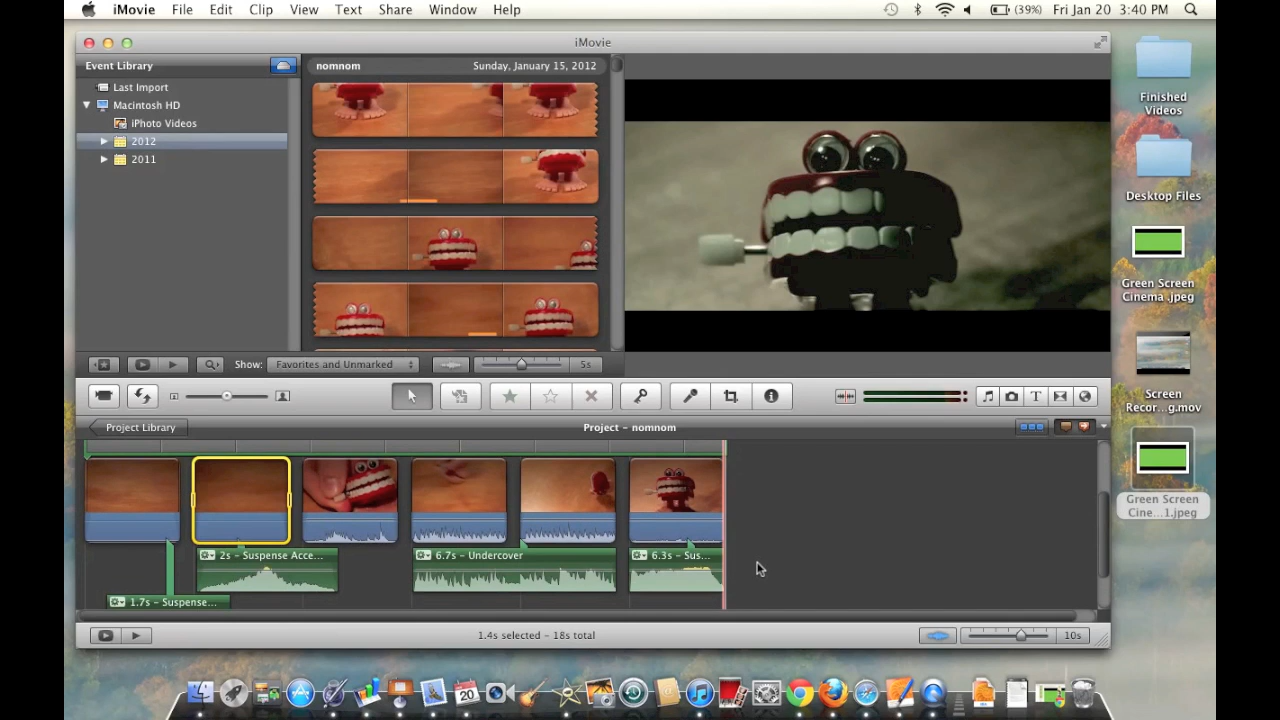 iMovie File Edit Clip View Text Share Window Help (39%) Fri Jan 20 3:40 PM
iMovie
Event Library
nomnom Sunday, January 15, 2012
Last Import
Macintosh HD
iPhoto Videos
2012
2011
Show: Favorites and Unmarked 5s
Project Library
Project - nomnom
2s - Suspense Acce...
6.7s - Undercover
6.3s - Sus...
1.7s - Suspense...
1.4s selected - 18s total
10s
Finished
Videos
Desktop Files
Green Screen
Cinema .jpeg
Screen
Recor...g.mov
Green Screen
Cine...1.jpeg
20